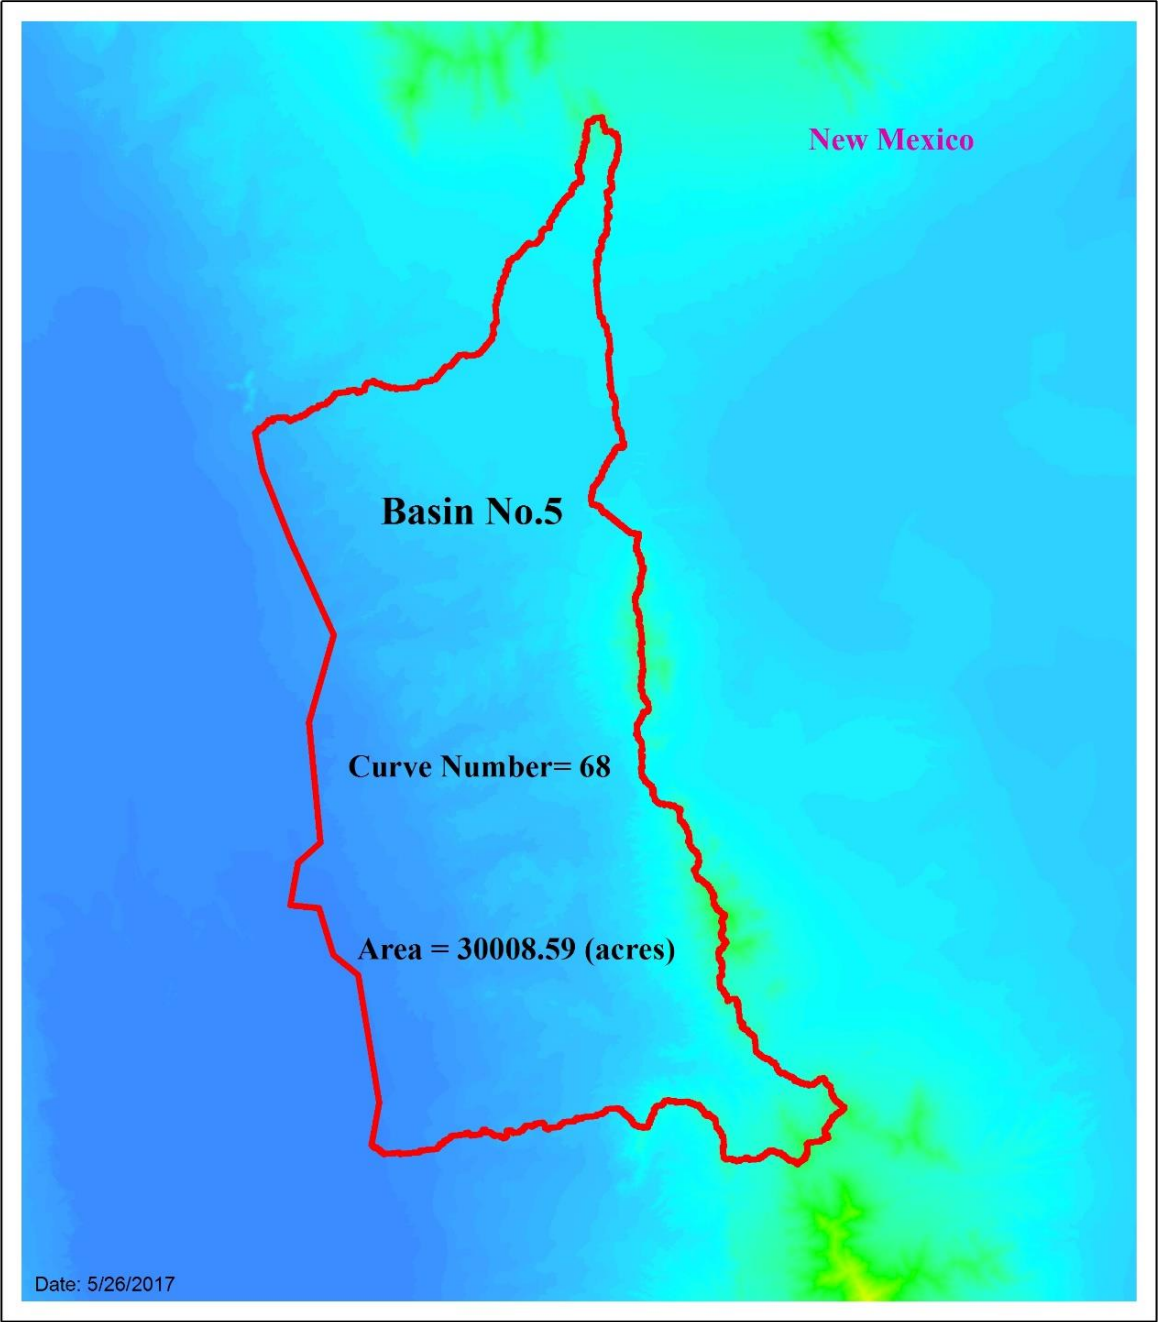 New Mexico
Basin No.5
Curve Number= 68
Area = 30008.59 (acres)
Date: 5/26/2017